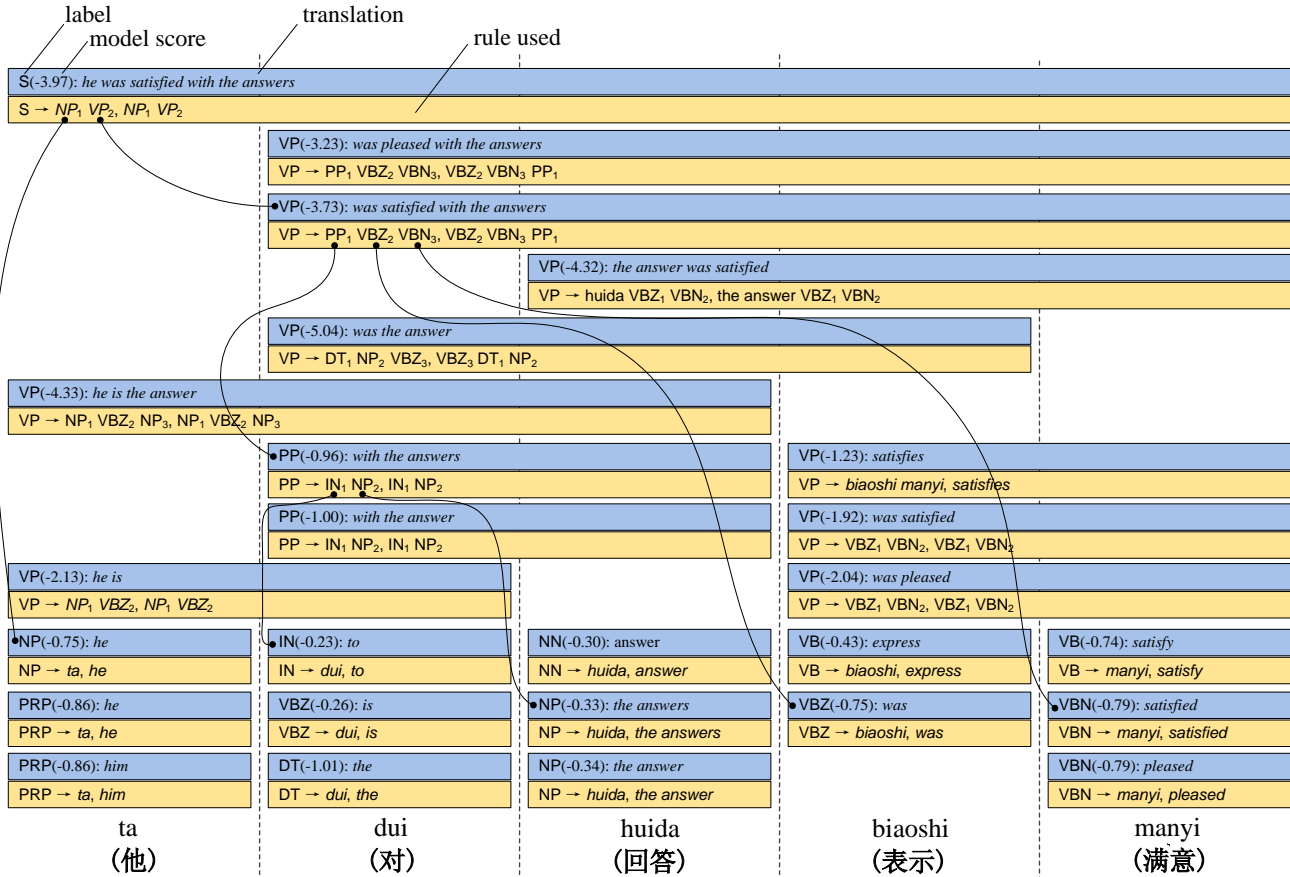 label
translation
model score
rule used
S(-3.97): he was satisfied with the answers
S → NP₁ VP₂, NP₁ VP₂
VP(-3.23): was pleased with the answers
VP → PP₁ VBZ₂ VBN₃, VBZ₂ VBN₃ PP₁
VP(-3.73): was satisfied with the answers
VP → PP₁ VBZ₂ VBN₃, VBZ₂ VBN₃ PP₁
VP(-4.32): the answer was satisfied
VP → huida VBZ₁ VBN₂, the answer VBZ₁ VBN₂
VP(-5.04): was the answer
VP → DT₁ NP₂ VBZ₃, VBZ₃ DT₁ NP₂
VP(-4.33): he is the answer
VP → NP₁ VBZ₂ NP₃, NP₁ VBZ₂ NP₃
PP(-0.96): with the answers
VP(-1.23): satisfies
PP → IN₁ NP₂, IN₁ NP₂
VP → biaoshi manyi, satisfies
PP(-1.00): with the answer
VP(-1.92): was satisfied
PP → IN₁ NP₂, IN₁ NP₂
VP → VBZ₁ VBN₂, VBZ₁ VBN₂
VP(-2.13): he is
VP(-2.04): was pleased
VP → NP₁ VBZ₂, NP₁ VBZ₂
VP → VBZ₁ VBN₂, VBZ₁ VBN₂
NP(-0.75): he
IN(-0.23): to
NN(-0.30): answer
VB(-0.43): express
VB(-0.74): satisfy
NP → ta, he
IN → dui, to
NN → huida, answer
VB → biaoshi, express
VB → manyi, satisfy
PRP(-0.86): he
VBZ(-0.26): is
NP(-0.33): the answers
VBZ(-0.75): was
VBN(-0.79): satisfied
PRP → ta, he
VBZ → dui, is
NP → huida, the answers
VBZ → biaoshi, was
VBN → manyi, satisfied
PRP(-0.86): him
DT(-1.01): the
NP(-0.34): the answer
VBN(-0.79): pleased
PRP → ta, him
DT → dui, the
NP → huida, the answer
VBN → manyi, pleased
ta
dui
huida
biaoshi
manyi
(他)
(对)
(回答)
(表示)
(满意)